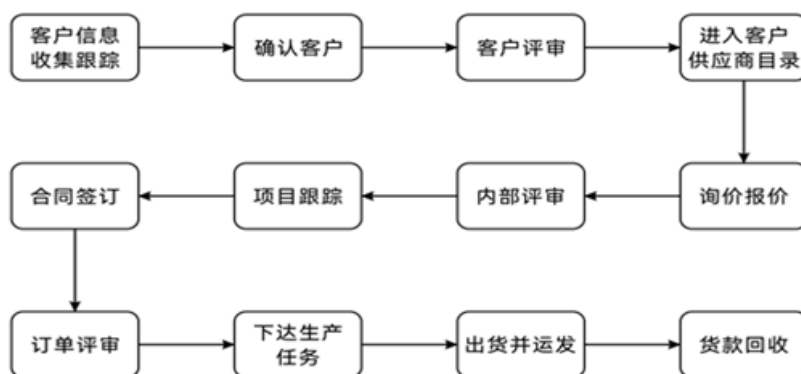 客户信息
收集跟踪
确认客户
客户评审
进入客户
供应商目录
询价报价
内部评审
项目跟踪
合同签订
订单评审
下达生产
任务
出货并运发
货款回收